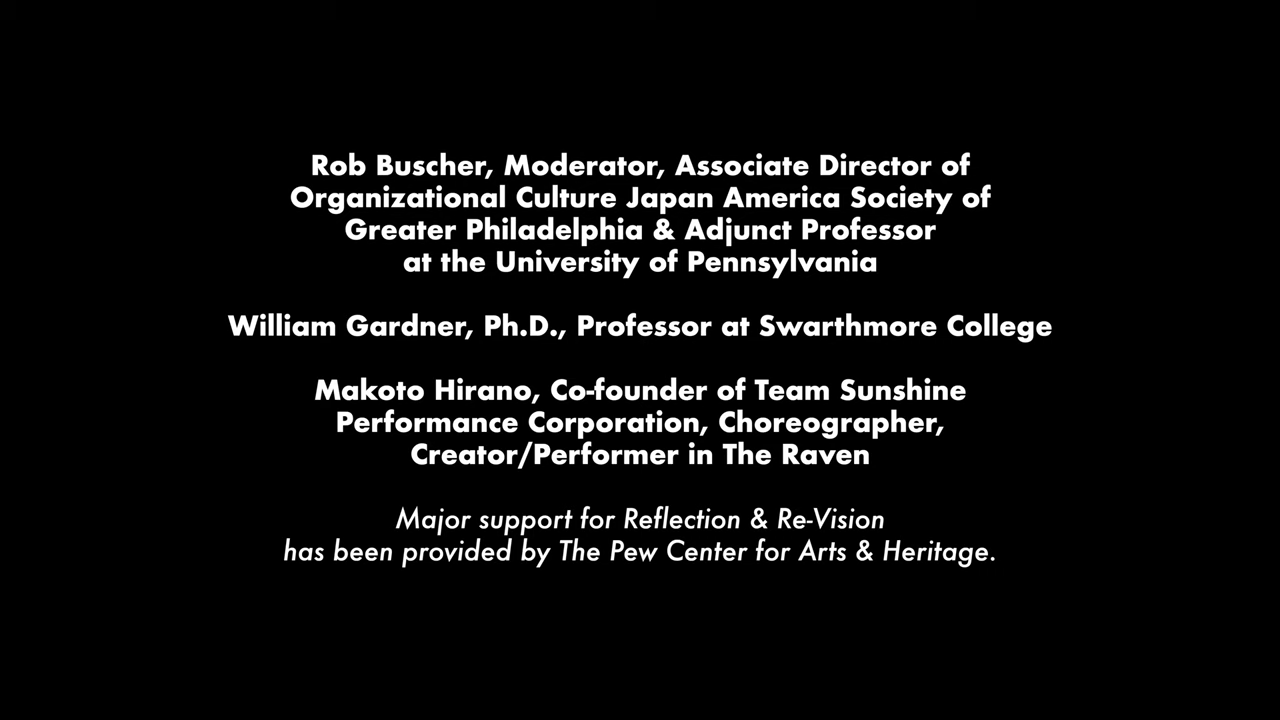 Rob Buscher, Moderator, Associate Director of
Organizational Culture Japan America Society of
Greater Philadelphia & Adjunct Professor
at the University of Pennsylvania
William Gardner, Ph.D., Professor at Swarthmore College
Makoto Hirano, Co-founder of Team Sunshine
Performance Corporation, Choreographer,
Creator/Performer in The Raven
Major support for Reflection & Re-Vision
has been provided by The Pew Center for Arts & Heritage.